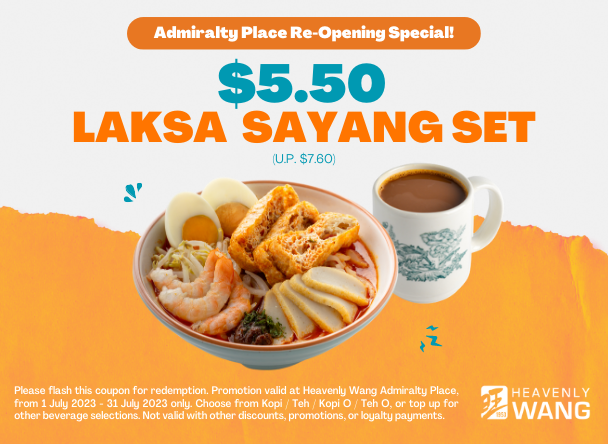 Admiralty Place Re-Opening Special!
$5.50
LAKSA SAYANG SET
(U.P. $7.60)
Please flash this coupon for redemption. Promotion valid at Heavenly Wang Admiralty Place,
from 1 July 2023 - 31 July 2023 only. Choose from Kopi / Teh / Kopi O / Teh O, or top up for
other beverage selections. Not valid with other discounts, promotions, or loyalty payments.
旺
HEAVENLY
WANG